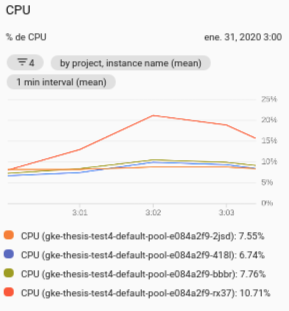 CPU
% de CPU
ene. 31, 2020 3:00
4
by project, instance name (mean)
1 min interval (mean)
25%
20%
15%
10%
5%
0%
3:01 3:02 3:03
CPU (gke-thesis-test4-default-pool-e084a2f9-2jsd): 7.55%
CPU (gke-thesis-test4-default-pool-e084a2f9-418l): 6.74%
CPU (gke-thesis-test4-default-pool-e084a2f9-bbbr): 7.76%
CPU (gke-thesis-test4-default-pool-e084a2f9-rx37): 10.71%